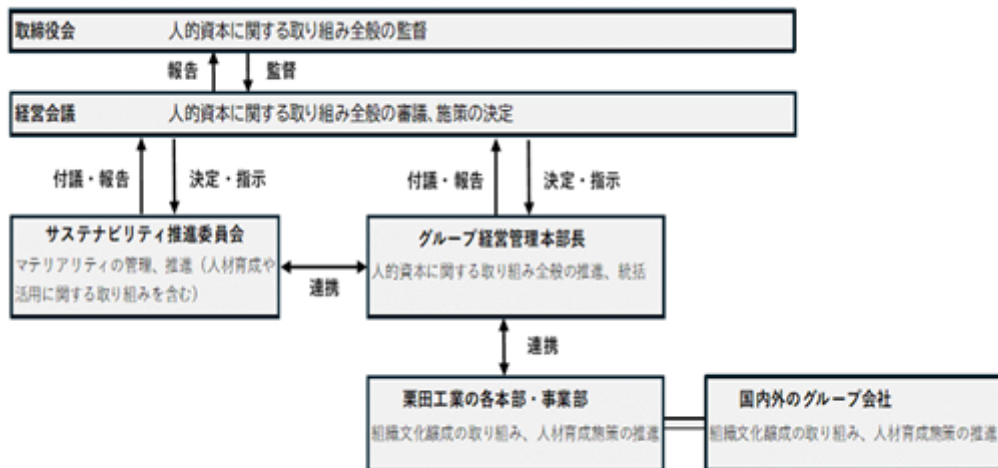 取締役会 人的資本に関する取り組み全般の監督
報告 監督
経営会議 人的資本に関する取り組み全般の審議、施策の決定
付議・報告 決定・指示 付議・報告 決定・指示
サステナビリティ推進委員会
マテリアリティの管理、推進（人材育成や
活用に関する取り組みを含む）
連携
グループ経営管理本部長
人的資本に関する取り組み全般の推進、統括
連携
栗田工業の各本部・事業部
組織文化醸成の取り組み、人材育成施策の推進
国内外のグループ会社
組織文化醸成の取り組み、人材育成施策の推進